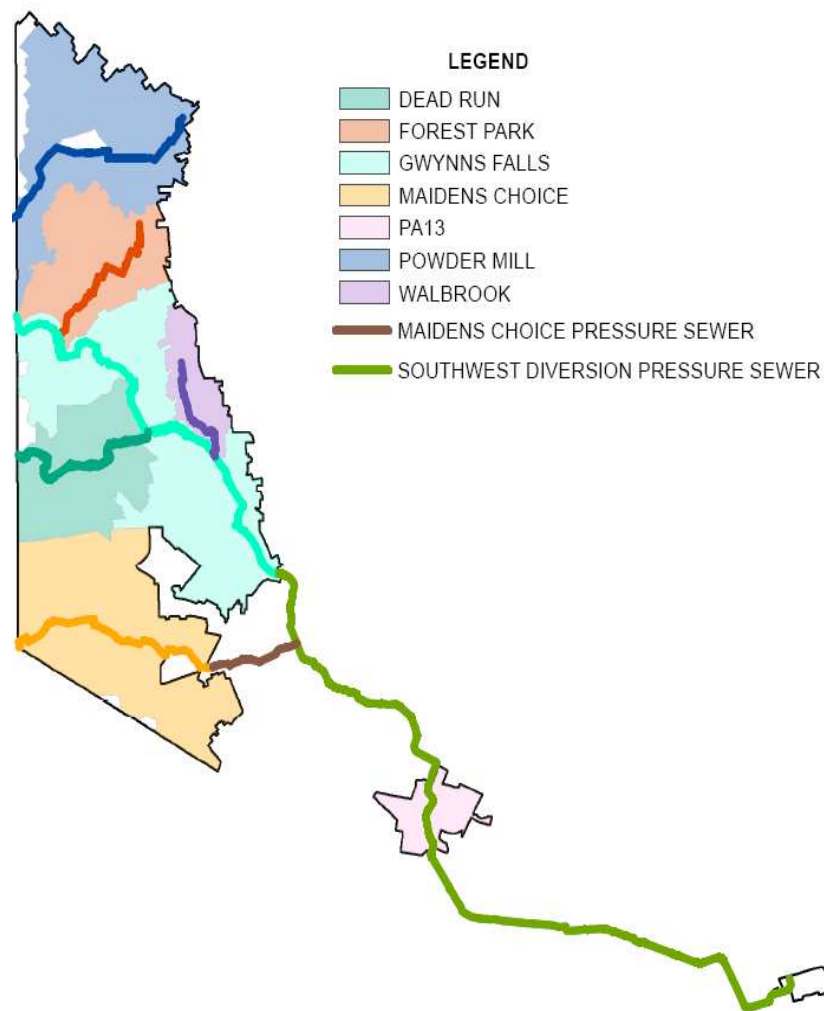 LEGEND
DEAD RUN
FOREST PARK
GWYNNS FALLS
MAIDENS CHOICE
PA13
POWDER MILL
WALBROOK
MAIDENS CHOICE PRESSURE SEWER
SOUTHWEST DIVERSION PRESSURE SEWER